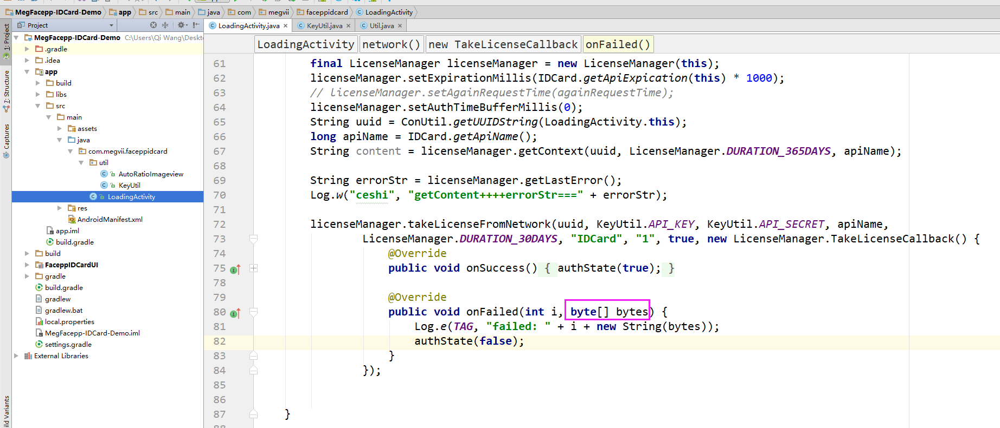 MegFacepp-IDCard-Demo app src main java com megvii faceppidcard LoadingActivity
Project
LoadingActivity.java KeyUtil.java Util.java
1: Project
7: Structure
Captures
ild Variants
MegFacepp-IDCard-Demo C:\Users\Qi Wang\Deskto
.gradle
.idea
app
build
libs
src
main
assets
java
com.megvii.faceppidcard
util
AutoRatioImageview
KeyUtil
LoadingActivity
res
AndroidManifest.xml
app.iml
build.gradle
build
FaceppIDCardUI
gradle
build.gradle
gradlew
gradlew.bat
local.properties
MegFacepp-IDCard-Demo.iml
settings.gradle
External Libraries
LoadingActivity network() new TakeLicenseCallback onFailed()
61 final LicenseManager licenseManager = new LicenseManager(this);
62 licenseManager.setExpirationMillis(IDCard.getApiExpication(this) * 1000);
63 // licenseManager.setAgainRequestTime(againRequestTime);
64 licenseManager.setAuthTimeBufferMillis(0);
65 String uuid = ConUtil.getUUIDString(LoadingActivity.this);
66 long apiName = IDCard.getApiName();
67 String content = licenseManager.getContext(uuid, LicenseManager.DURATION_365DAYS, apiName);
68
69 String errorStr = licenseManager.getLastError();
70 Log.w("ceshi", "getContent++++errorStr===" + errorStr);
71
72 licenseManager.takeLicenseFromNetwork(uuid, KeyUtil.API_KEY, KeyUtil.API_SECRET, apiName,
73 LicenseManager.DURATION_30DAYS, "IDCard", "1", true, new LicenseManager.TakeLicenseCallback() {
74 @Override
75 public void onSuccess() { authState(true); }
78
79 @Override
80 public void onFailed(int i, byte[] bytes) {
81 Log.e(TAG, "failed: " + i + new String(bytes));
82 authState(false);
83 }
84 });
85
86
87 }